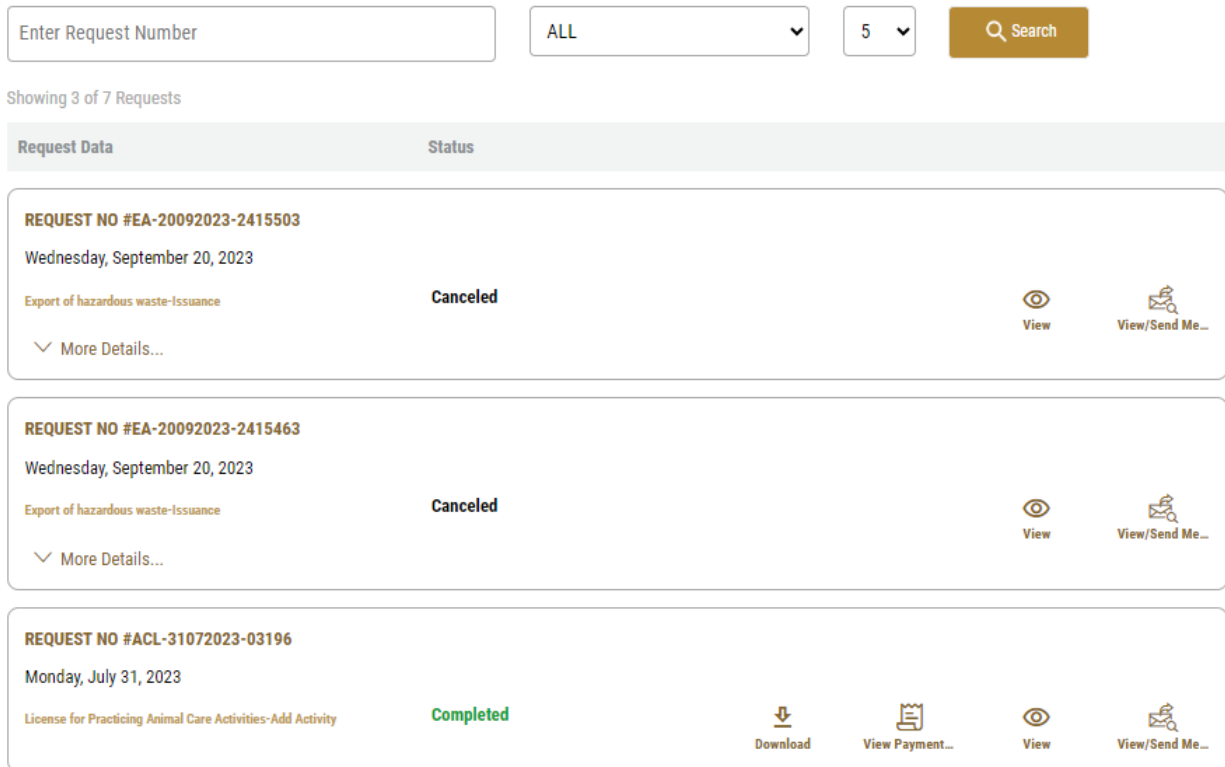 Enter Request Number
ALL
5
Search
Showing 3 of 7 Requests
Request Data Status
REQUEST NO #EA-20092023-2415503
Wednesday, September 20, 2023
Export of hazardous waste-Issuance
Canceled
View
View/Send Me...
More Details...
REQUEST NO #EA-20092023-2415463
Wednesday, September 20, 2023
Export of hazardous waste-Issuance
Canceled
View
View/Send Me...
More Details...
REQUEST NO #ACL-31072023-03196
Monday, July 31, 2023
License for Practicing Animal Care Activities-Add Activity
Completed
Download
View Payment...
View
View/Send Me...